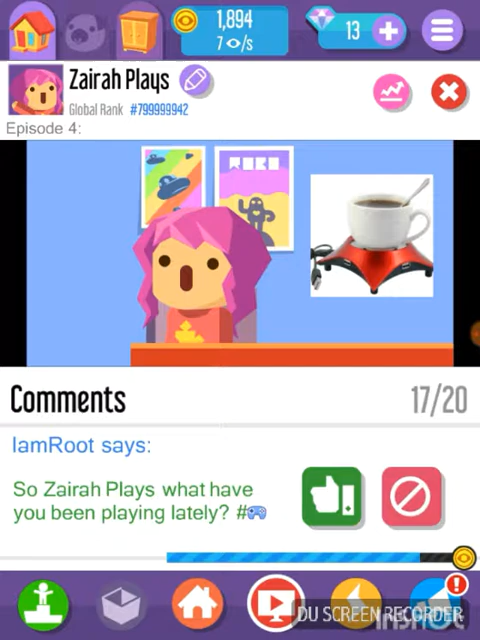 1,894
7 /s
13
Zairah Plays
Global Rank #799999942
Episode 4:
Comments
17/20
IamRoot says:
So Zairah Plays what have
you been playing lately? #🎮
DU SCREEN RECORDER